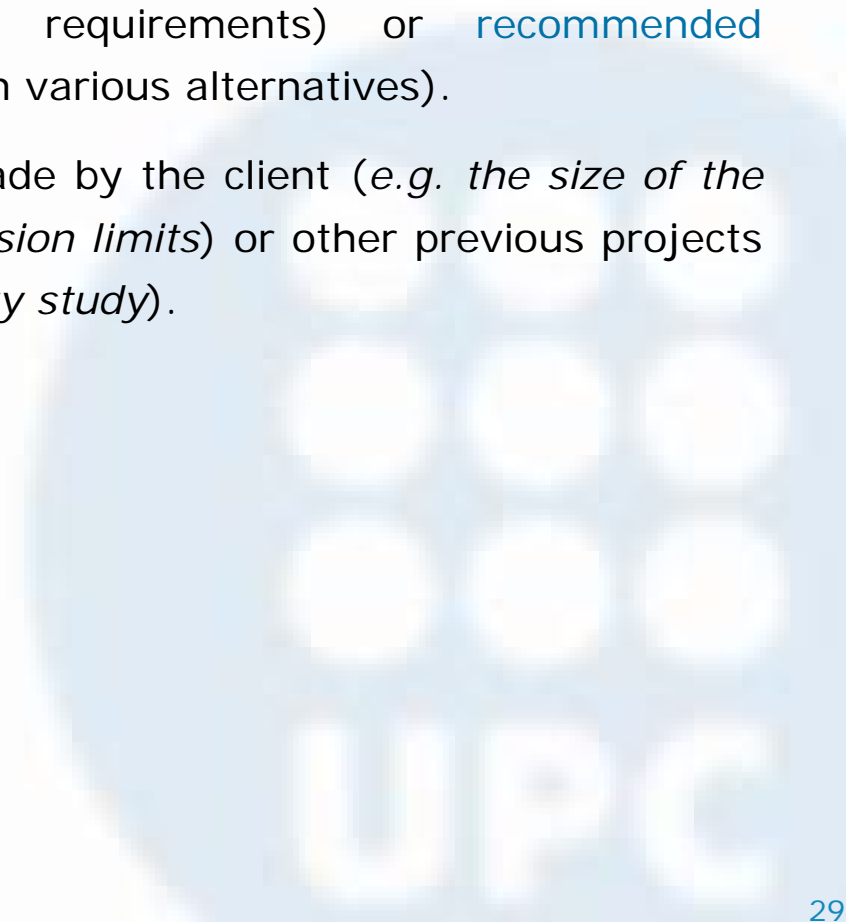 requirements) or recommended
n various alternatives).
ade by the client (e.g. the size of the
sion limits) or other previous projects
y study).
UPC
29